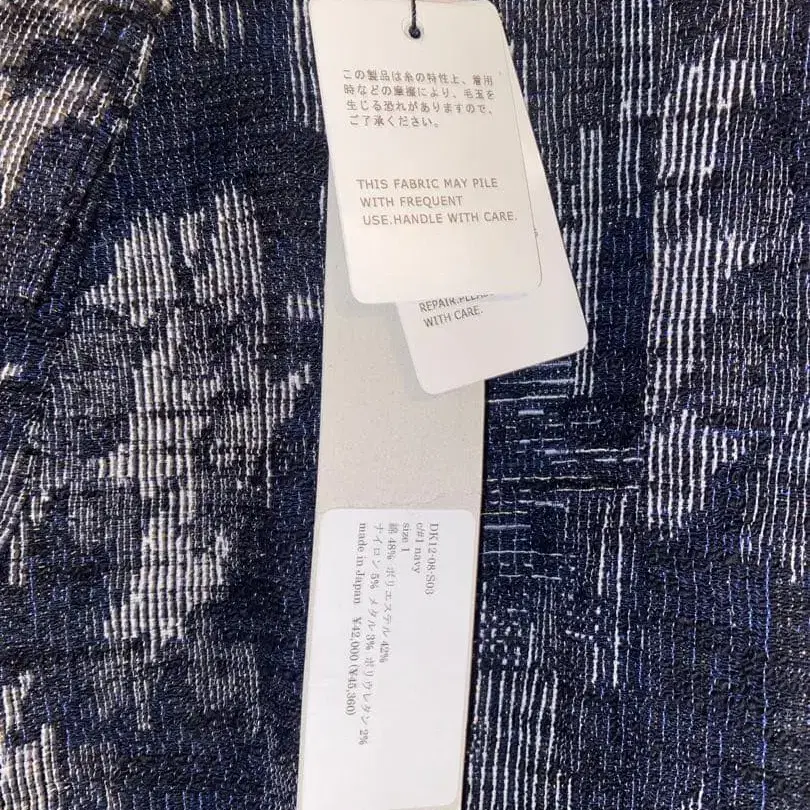 この製品は糸の特性上、着用
時などの摩擦により、毛玉を
生じる恐れがありますので、
ご了承ください。
THIS FABRIC MAY PILE
WITH FREQUENT
USE.HANDLE WITH CARE.
REPAIR.PLEA
WITH CARE.
DK12-08-S03
c/#1 navy
size 1
綿 48% ポリエステル 42%
ナイロン 5% メタル 3% ポリウレタン 2%
made in Japan ¥42,000 (¥45,360)